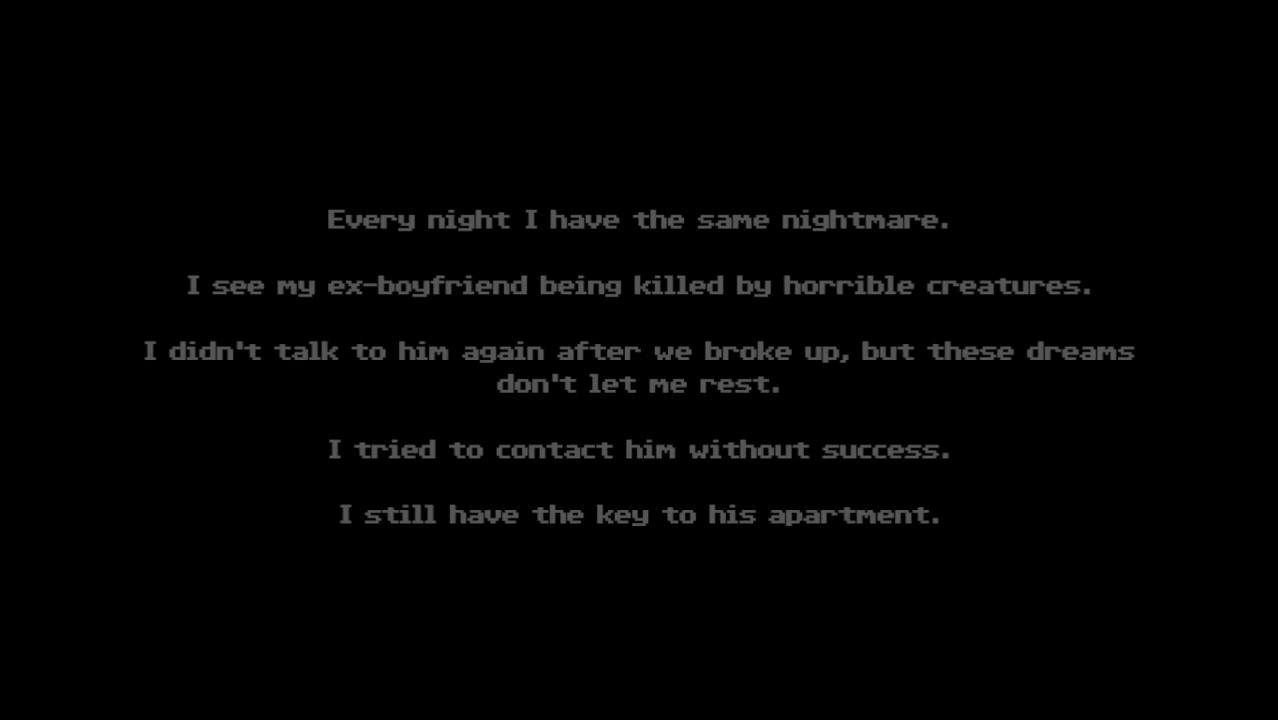 Every night I have the same nightmare.
I see my ex-boyfriend being killed by horrible creatures.
I didn't talk to him again after we broke up, but these dreams
don't let me rest.
I tried to contact him without success.
I still have the key to his apartment.